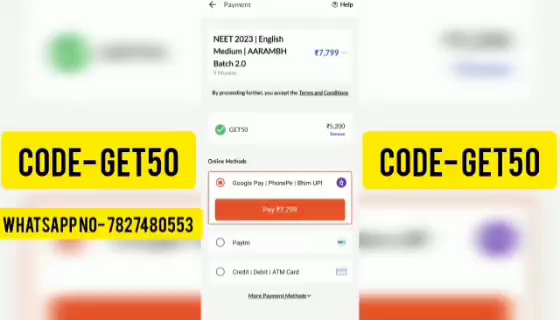 Payment
Help
NEET 2023 | English
Medium | AARAMBH
Batch 2.0
₹7,799
By proceeding further, you accept the Terms and Conditions
GET50
₹5,200
Remove
Online Methods
Google Pay | PhonePe | Bhim UPI
Pay ₹7,799
Paytm
Credit | Debit | ATM Card
More Payment Methods
CODE-GET50
CODE-GET50
WHATSAPP NO- 7827480553